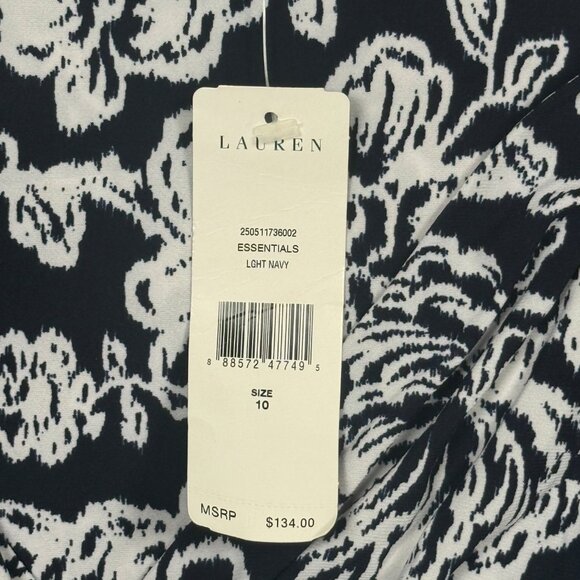 LAUREN
250511736002
ESSENTIALS
LGHT NAVY
8 88572 47749 5
SIZE
10
MSRP $134.00